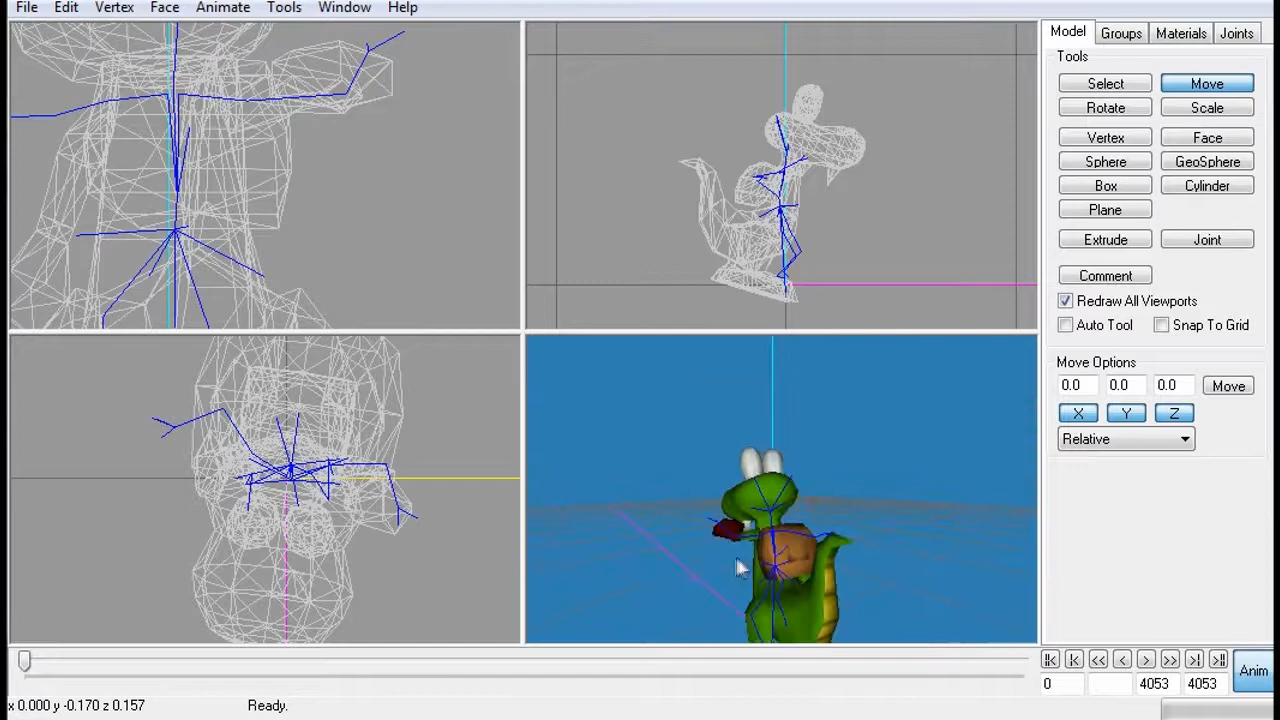 File Edit Vertex Face Animate Tools Window Help
Model Groups Materials Joints
Tools
Select Move
Rotate Scale
Vertex Face
Sphere GeoSphere
Box Cylinder
Plane
Extrude Joint
Comment
Redraw All Viewports
Auto Tool Snap To Grid
Move Options
0.0 0.0 0.0 Move
X Y Z
Relative
0 4053 4053 Anim
x 0.000 y -0.170 z 0.157 Ready.